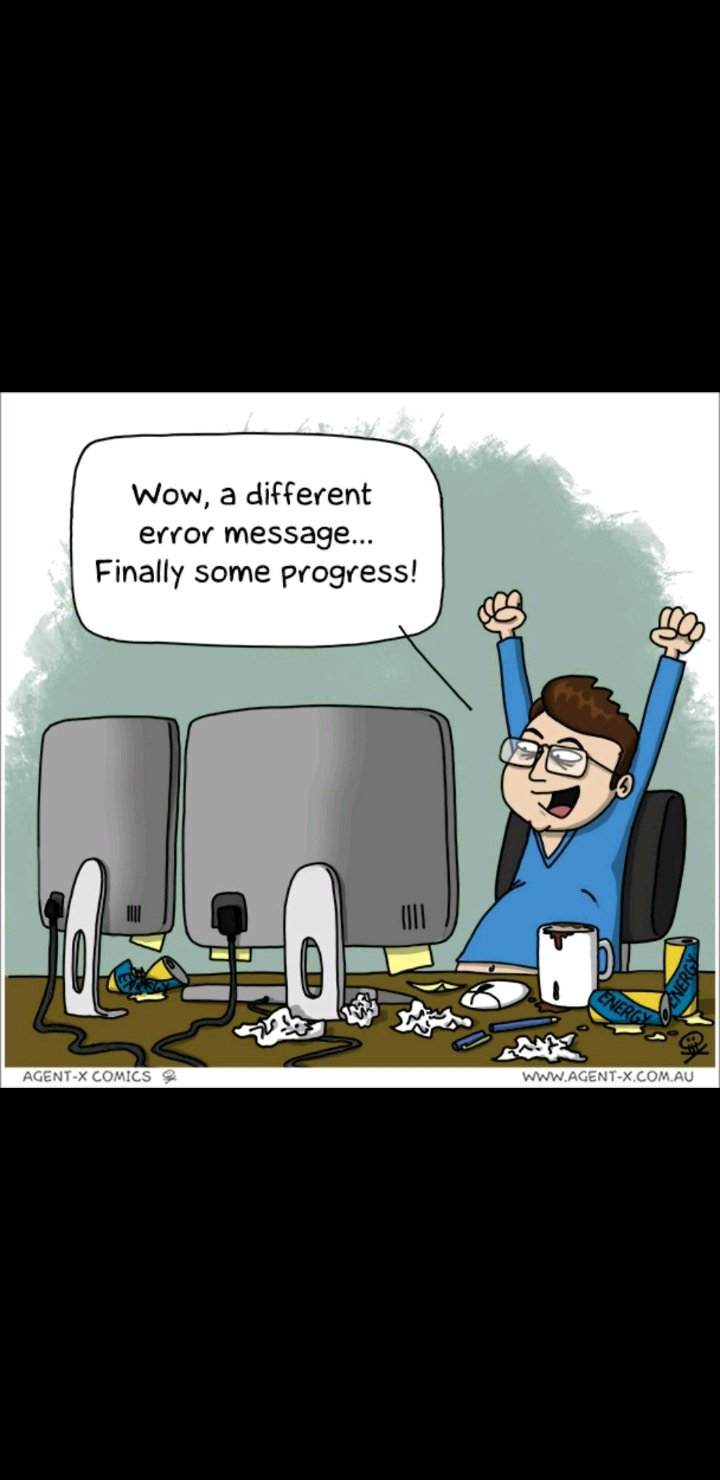 Wow, a different
error message...
Finally some progress!
ENERGY
ENERGY
ENERGY
AGENT-X COMICS
WWW.AGENT-X.COM.AU